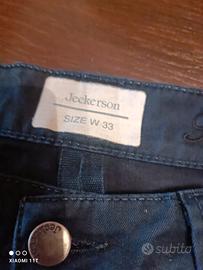 Jeckerson
SIZE W 33
XIAOMI 11T
subito